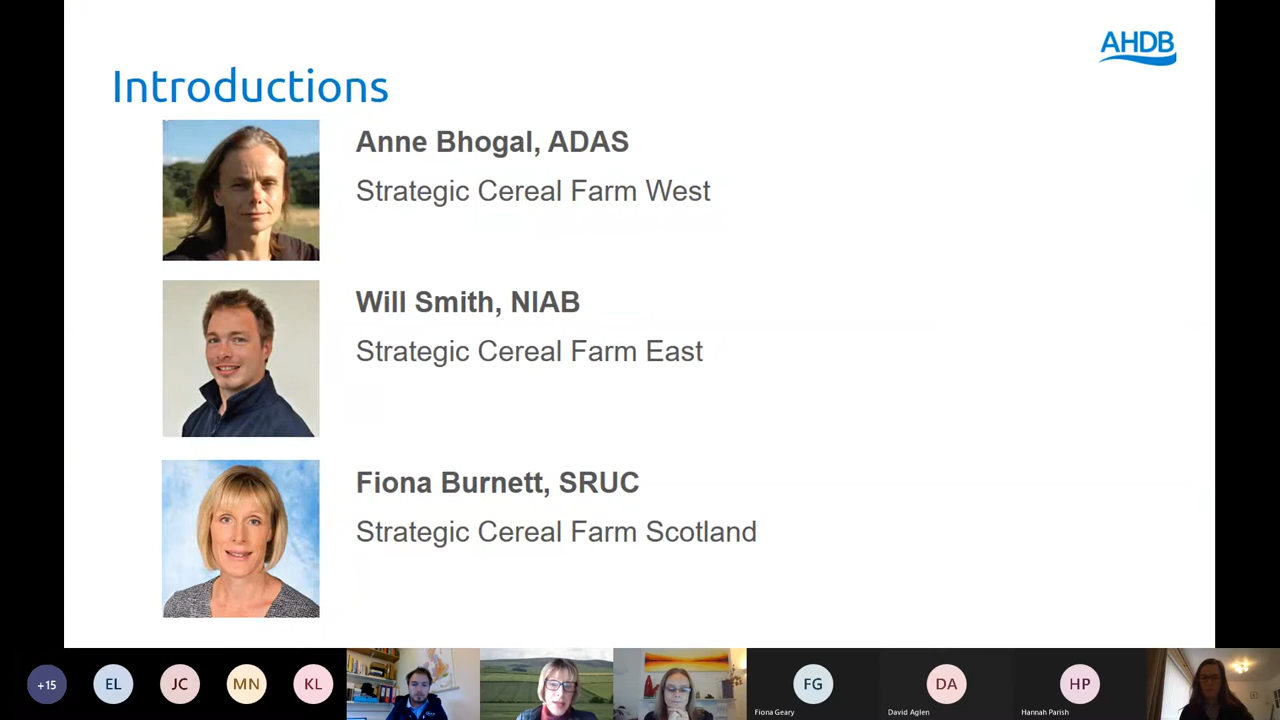 AHDB
Introductions
Anne Bhogal, ADAS
Strategic Cereal Farm West
Will Smith, NIAB
Strategic Cereal Farm East
Fiona Burnett, SRUC
Strategic Cereal Farm Scotland
+15
EL
JC
MN
KL
FG
Fiona Geary
DA
David Aglen
HP
Hannah Parish